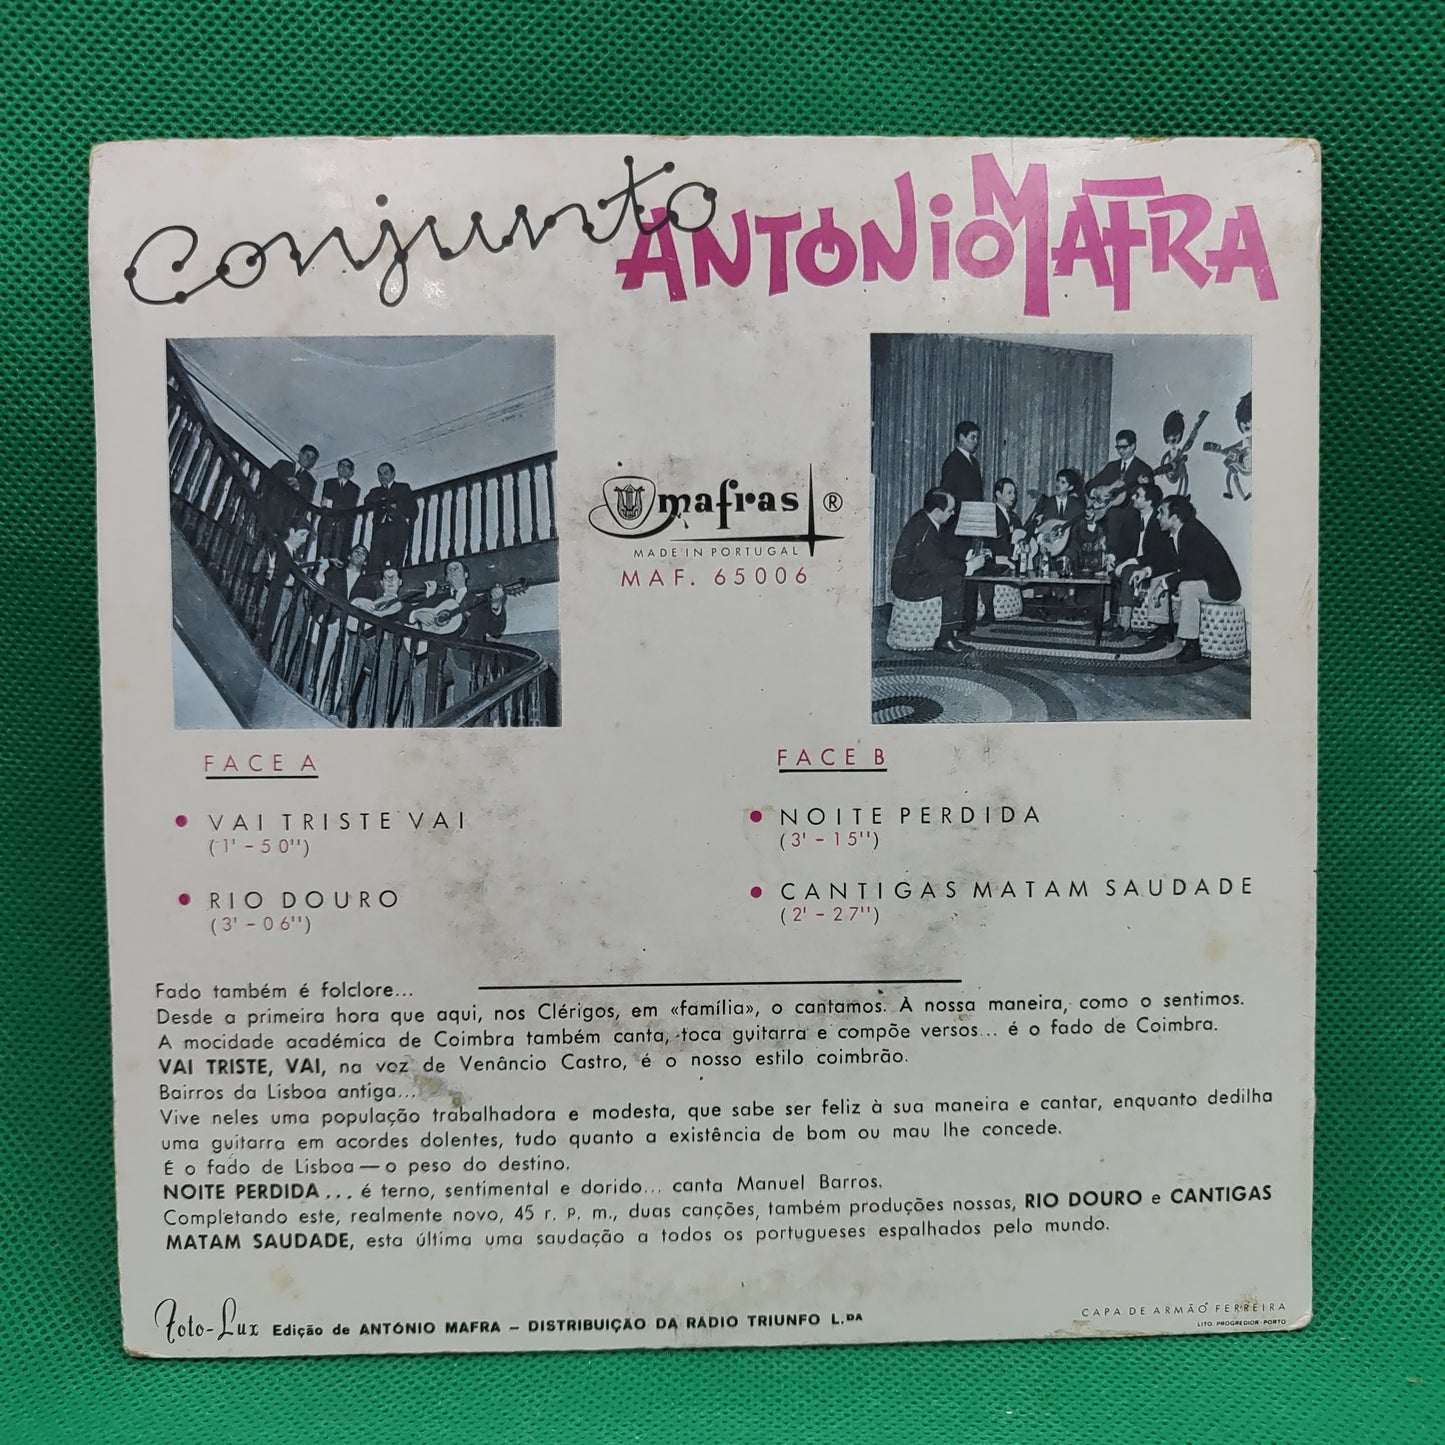 Conjunto ANTÓNIO MAFRA
mafras ®
MADE IN PORTUGAL
MAF. 65006
FACE A
VAI TRISTE VAI
(1' - 50'')
RIO DOURO
(3' - 06'')
FACE B
NOITE PERDIDA
(3' - 15'')
CANTIGAS MATAM SAUDADE
(2' - 27'')
Fado também é folclore...
Desde a primeira hora que aqui, nos Clérigos, em «família», o cantamos. À nossa maneira, como o sentimos.
A mocidade académica de Coimbra também canta, toca guitarra e compõe versos... é o fado de Coimbra.
VAI TRISTE, VAI, na voz de Venâncio Castro, é o nosso estilo coimbrão.
Bairros da Lisboa antiga...
Vive neles uma população trabalhadora e modesta, que sabe ser feliz à sua maneira e cantar, enquanto dedilha
uma guitarra em acordes dolentes, tudo quanto a existência de bom ou mau lhe concede.
É o fado de Lisboa — o peso do destino.
NOITE PERDIDA ... é terno, sentimental e dorido... canta Manuel Barros.
Completando este, realmente novo, 45 r. p. m., duas canções, também produções nossas, RIO DOURO e CANTIGAS
MATAM SAUDADE, esta última uma saudação a todos os portugueses espalhados pelo mundo.
Foto-Lux Edição de ANTÓNIO MAFRA – DISTRIBUIÇÃO DA RÁDIO TRIUNFO L.DA
CAPA DE ARMÃO FERREIRA
LITO. PROGREDIOR-PORTO